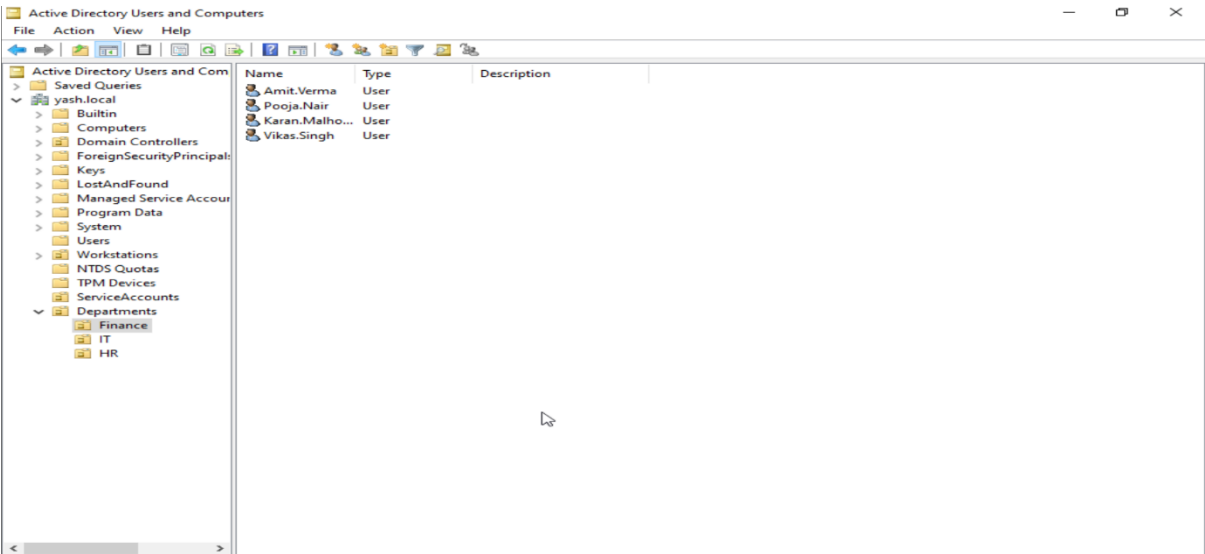 Active Directory Users and Computers
File Action View Help
Active Directory Users and Com
Saved Queries
yash.local
Builtin
Computers
Domain Controllers
ForeignSecurityPrincipal
Keys
LostAndFound
Managed Service Accour
Program Data
System
Users
Workstations
NTDS Quotas
TPM Devices
ServiceAccounts
Departments
Finance
IT
HR
Name Type Description
Amit.Verma User
Pooja.Nair User
Karan.Malho... User
Vikas.Singh User